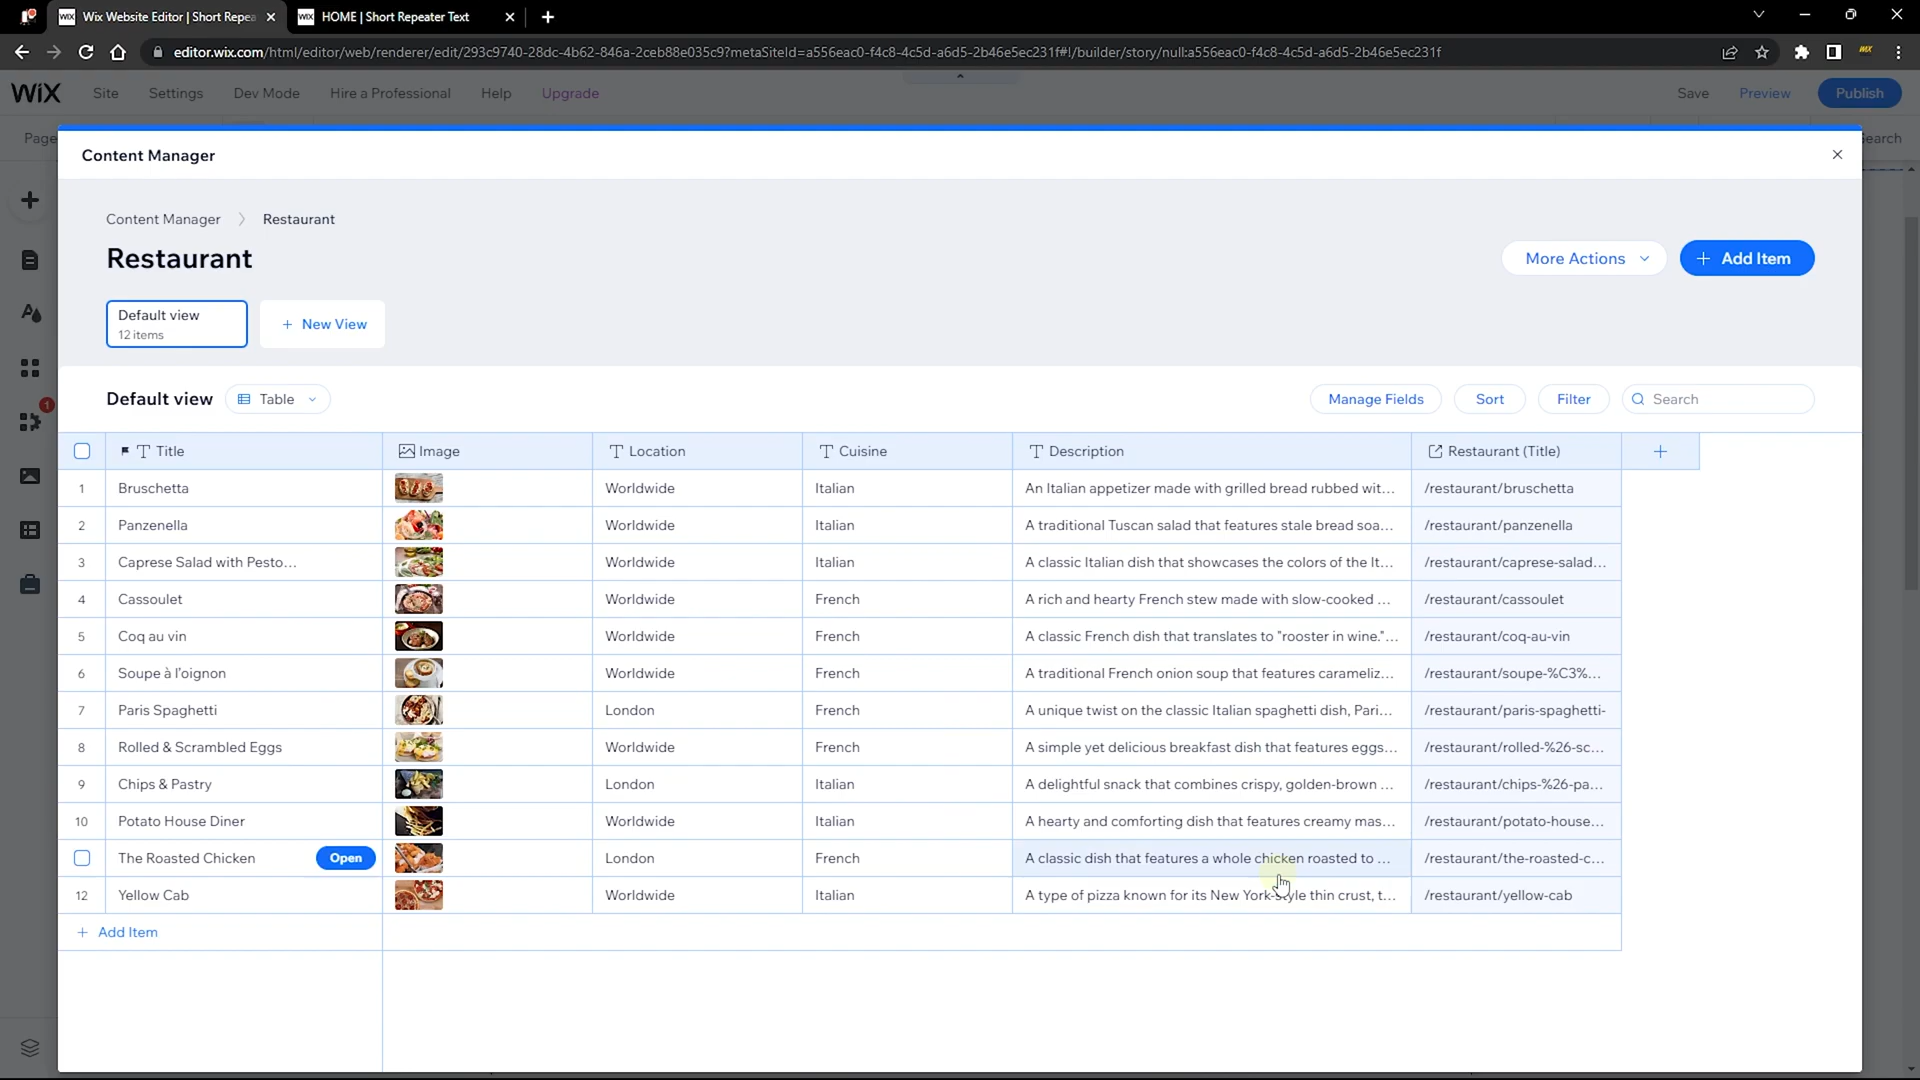 Wix Website Editor | Short Repea
HOME | Short Repeater Text
editor.wix.com/html/editor/web/renderer/edit/293c9740-28dc-4b62-846a-2ceb88e035c9?metaSiteId=a556eac0-f4c8-4c5d-a6d5-2b46e5ec231f#!/builder/story/null:a556eac0-f4c8-4c5d-a6d5-2b46e5ec231f
WiX Site Settings Dev Mode Hire a Professional Help Upgrade Save Preview Publish
Page earch
Content Manager
Content Manager > Restaurant
Restaurant
More Actions + Add Item
Default view
12 items
+ New View
Default view Table Manage Fields Sort Filter Search
1
Title Image Location Cuisine Description Restaurant (Title) +
1 Bruschetta Worldwide Italian An Italian appetizer made with grilled bread rubbed wit... /restaurant/bruschetta
2 Panzenella Worldwide Italian A traditional Tuscan salad that features stale bread soa... /restaurant/panzenella
3 Caprese Salad with Pesto... Worldwide Italian A classic Italian dish that showcases the colors of the It... /restaurant/caprese-salad...
4 Cassoulet Worldwide French A rich and hearty French stew made with slow-cooked ... /restaurant/cassoulet
5 Coq au vin Worldwide French A classic French dish that translates to "rooster in wine."... /restaurant/coq-au-vin
6 Soupe à l'oignon Worldwide French A traditional French onion soup that features carameliz... /restaurant/soupe-%C3%...
7 Paris Spaghetti London French A unique twist on the classic Italian spaghetti dish, Pari... /restaurant/paris-spaghetti-
8 Rolled & Scrambled Eggs Worldwide French A simple yet delicious breakfast dish that features eggs... /restaurant/rolled-%26-sc...
9 Chips & Pastry London Italian A delightful snack that combines crispy, golden-brown ... /restaurant/chips-%26-pa...
10 Potato House Diner Worldwide Italian A hearty and comforting dish that features creamy mas... /restaurant/potato-house...
The Roasted Chicken Open London French A classic dish that features a whole chicken roasted to ... /restaurant/the-roasted-c...
12 Yellow Cab Worldwide Italian A type of pizza known for its New York-style thin crust, t... /restaurant/yellow-cab
+ Add Item